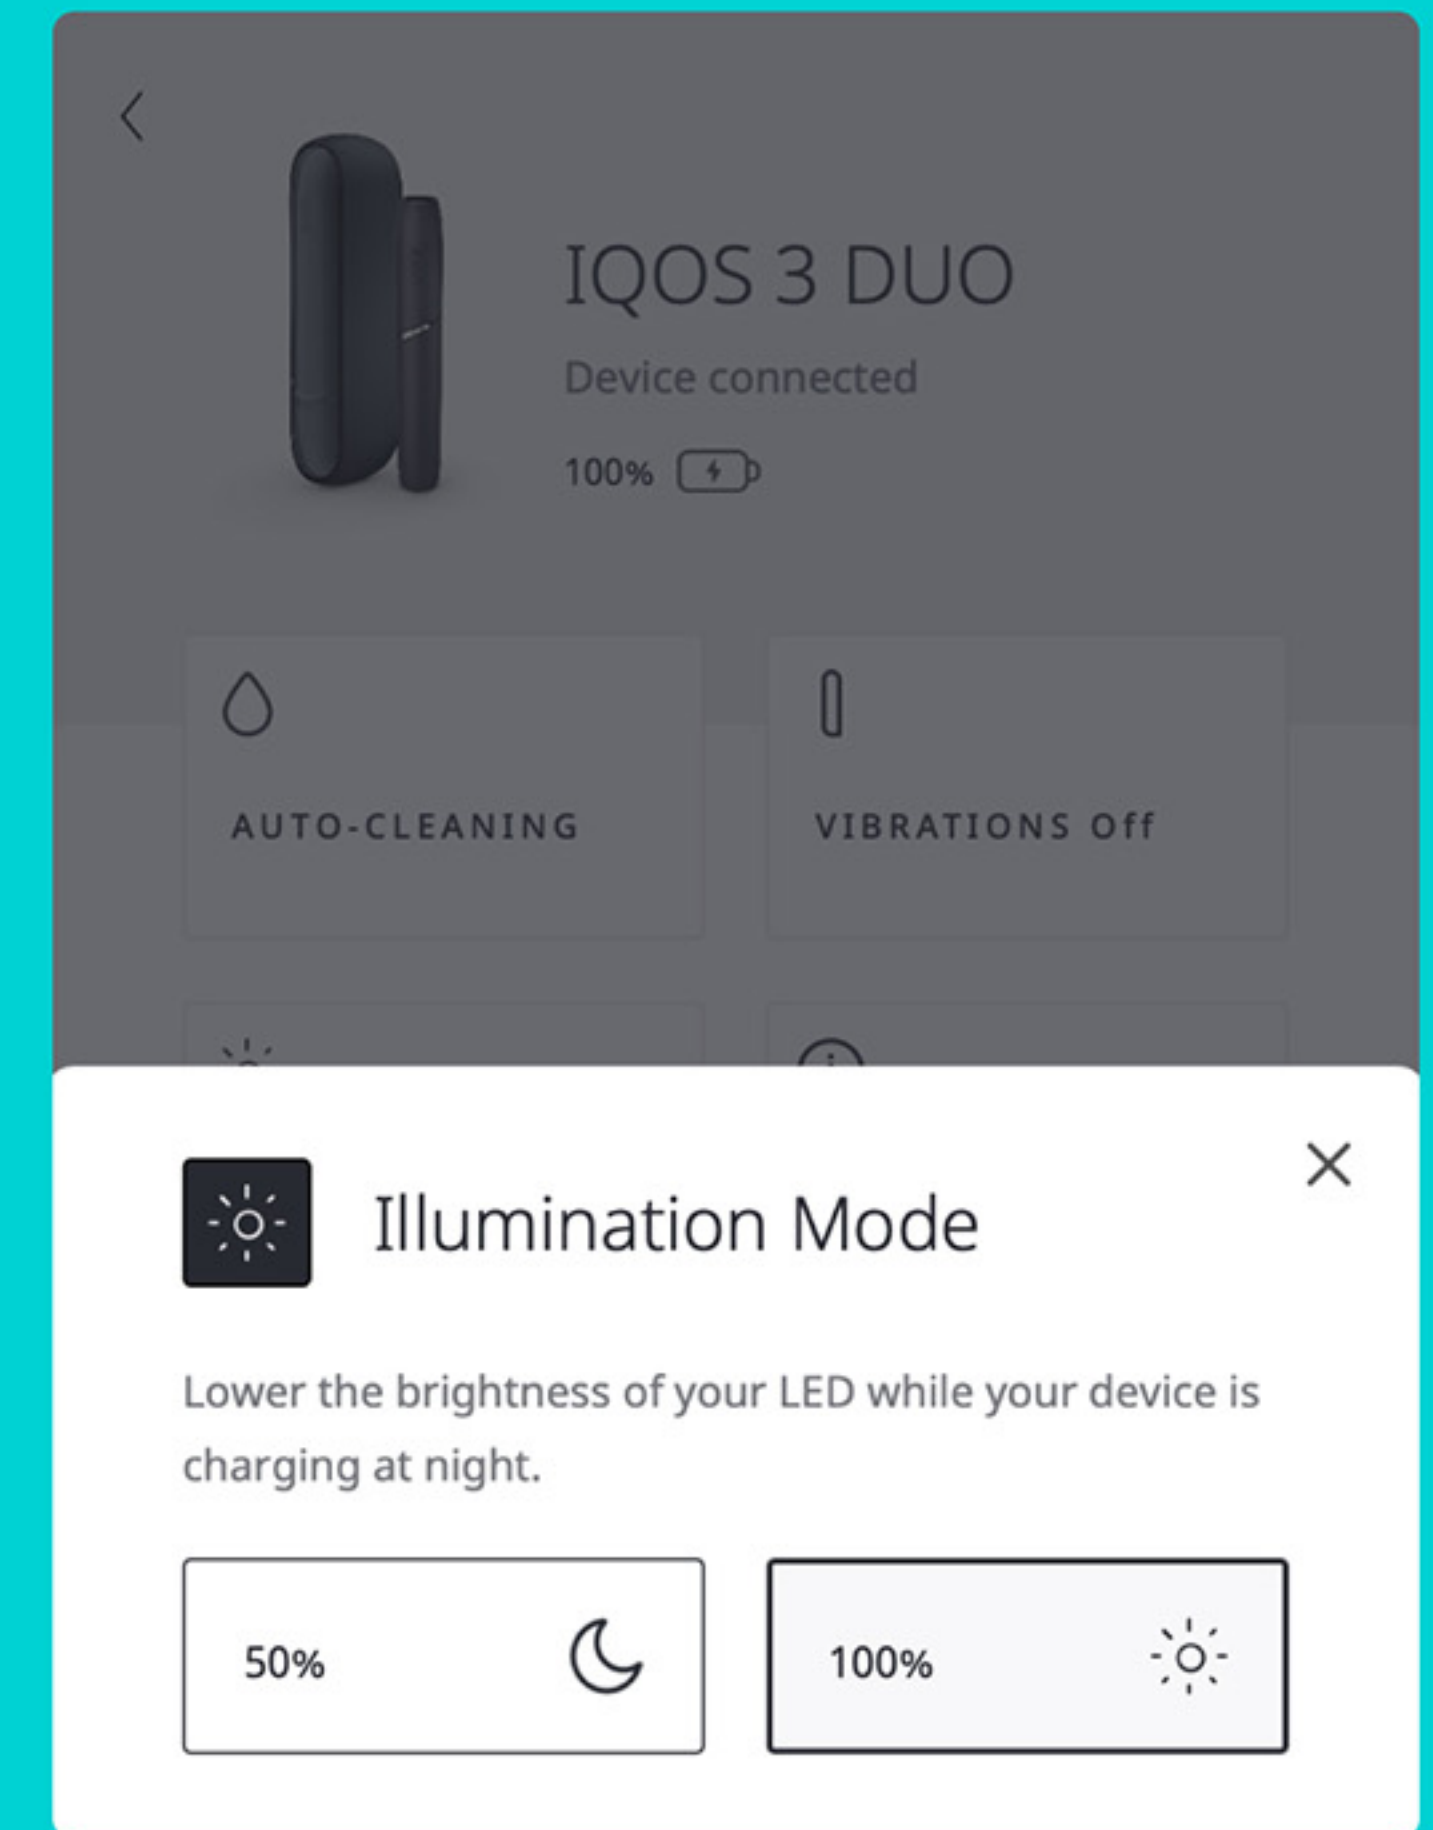 IQOS 3 DUO
Device connected
100%
AUTO-CLEANING
VIBRATIONS Off
Illumination Mode
Lower the brightness of your LED while your device is
charging at night.
50%
100%